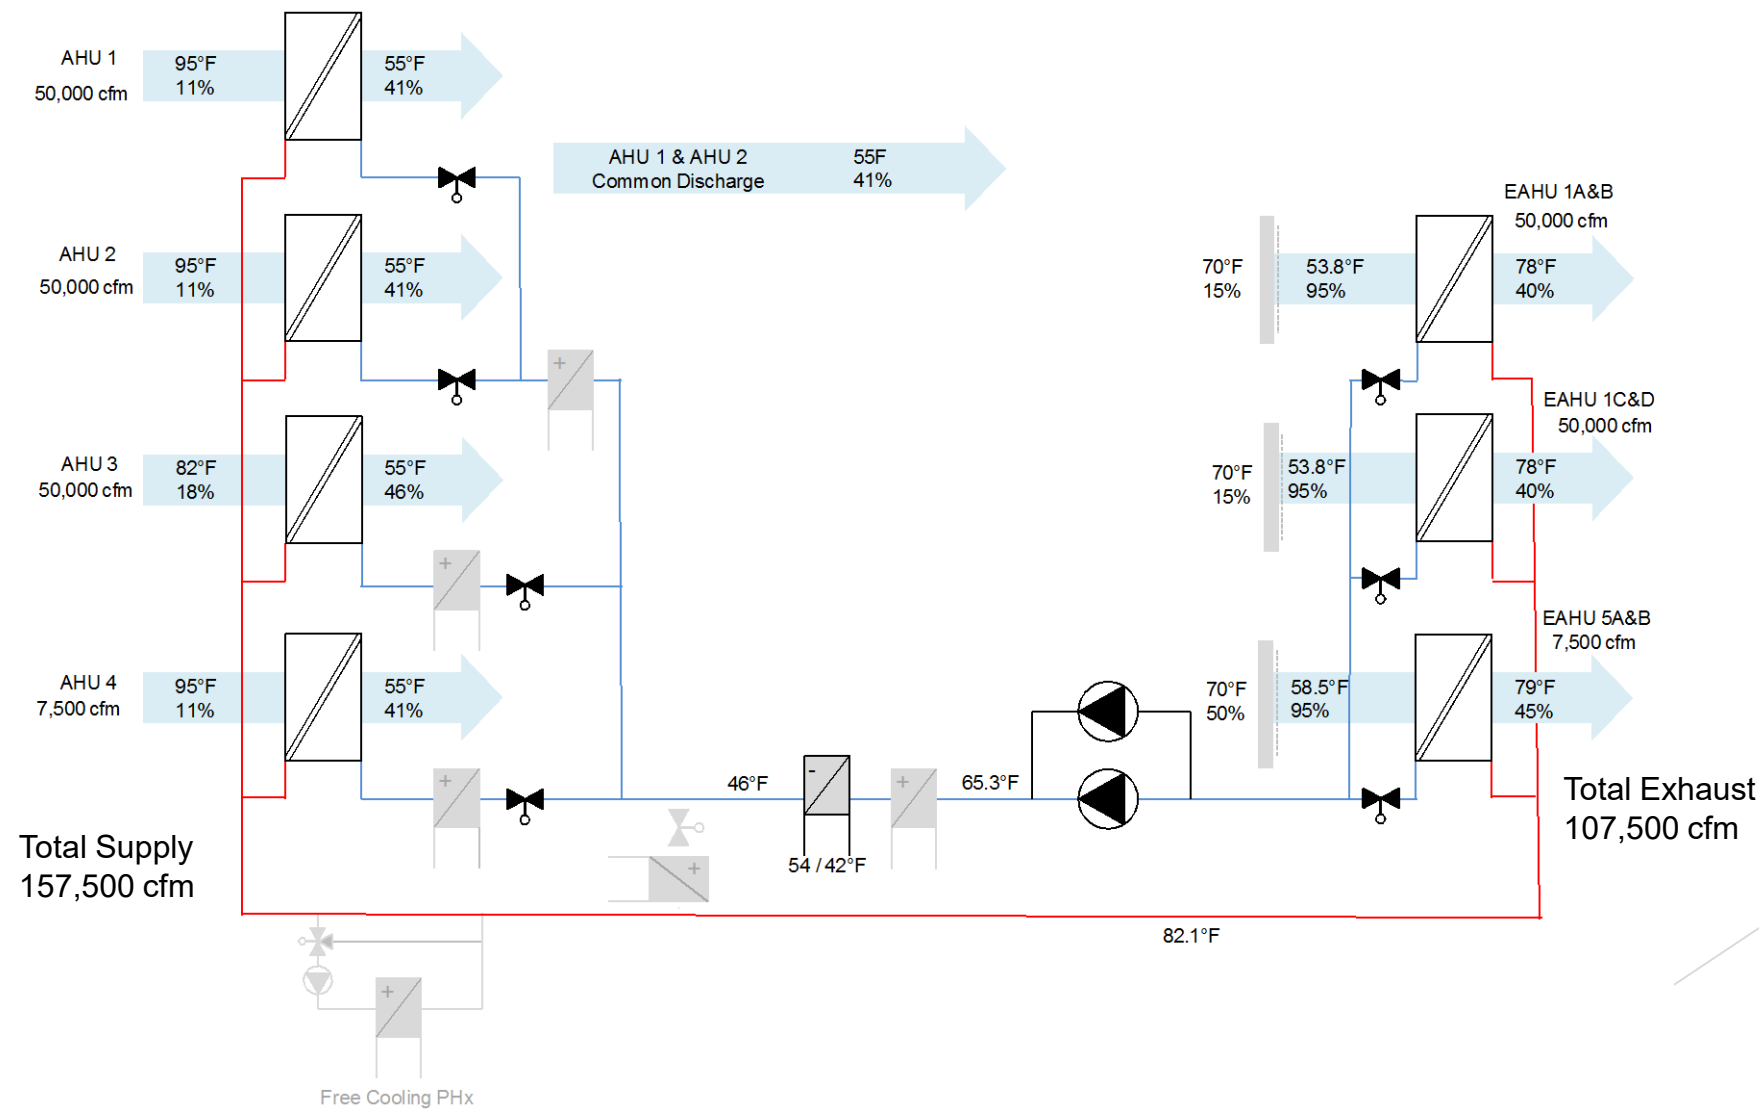 AHU 1
50,000 cfm
95°F
11%
55°F
41%
AHU 1 & AHU 2
Common Discharge
55F
41%
AHU 2
50,000 cfm
95°F
11%
55°F
41%
AHU 3
50,000 cfm
82°F
18%
55°F
46%
AHU 4
7,500 cfm
95°F
11%
55°F
41%
EAHU 1A&B
50,000 cfm
70°F
15%
53.8°F
95%
78°F
40%
EAHU 1C&D
50,000 cfm
70°F
15%
53.8°F
95%
78°F
40%
EAHU 5A&B
7,500 cfm
70°F
50%
58.5°F
95%
79°F
45%
+
+
+
46°F
-
+
65.3°F
54 / 42°F
+
Total Supply
157,500 cfm
Total Exhaust
107,500 cfm
82.1°F
+
Free Cooling PHx